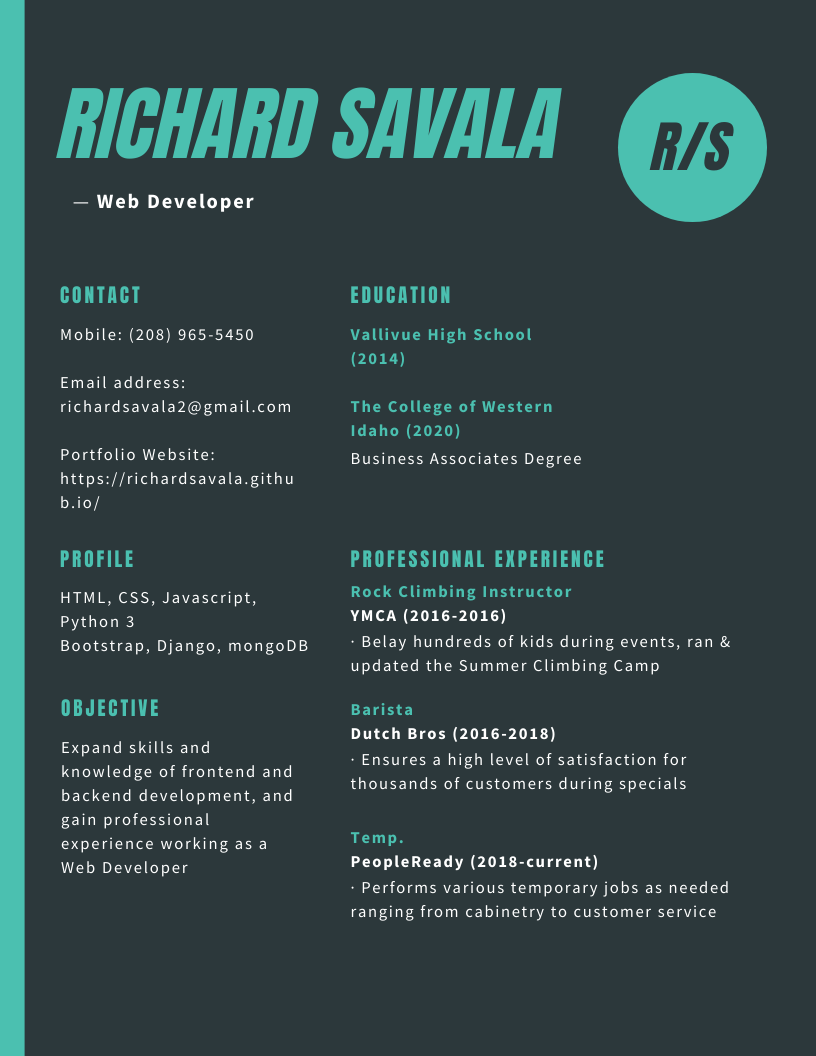 RICHARD SAVALA
R/S
— Web Developer
CONTACT
Mobile: (208) 965-5450
Email address:
richardsavala2@gmail.com
Portfolio Website:
https://richardsavala.githu
b.io/
EDUCATION
Vallivue High School
(2014)
The College of Western
Idaho (2020)
Business Associates Degree
PROFILE
HTML, CSS, Javascript,
Python 3
Bootstrap, Django, mongoDB
OBJECTIVE
Expand skills and
knowledge of frontend and
backend development, and
gain professional
experience working as a
Web Developer
PROFESSIONAL EXPERIENCE
Rock Climbing Instructor
YMCA (2016-2016)
· Belay hundreds of kids during events, ran &
updated the Summer Climbing Camp
Barista
Dutch Bros (2016-2018)
· Ensures a high level of satisfaction for
thousands of customers during specials
Temp.
PeopleReady (2018-current)
· Performs various temporary jobs as needed
ranging from cabinetry to customer service